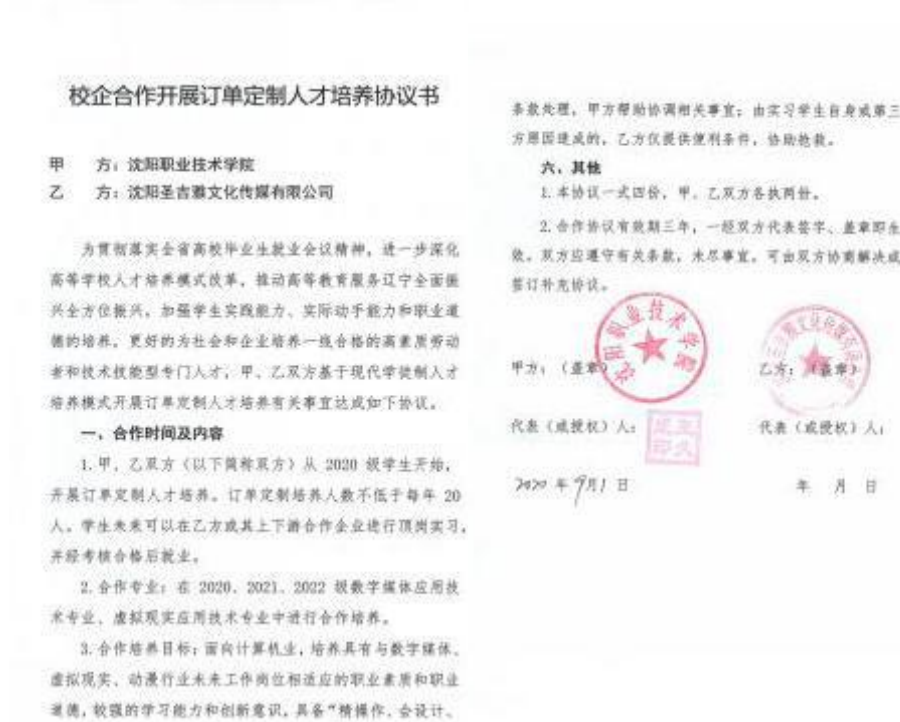 校企合作开展订单定制人才培养协议书
甲 方：沈阳职业技术学院
乙 方：沈阳圣吉雅文化传媒有限公司
为贯彻落实全省高校毕业生就业会议精神，进一步深化
高等学校人才培养模式改革，推动高等教育服务辽宁全面振
兴全方位振兴，加强学生实践能力、实际动手能力和职业道
德的培养，更好的为社会和企业培养一线合格的高素质劳动
者和技术技能型专门人才，甲、乙双方基于现代学徒制人才
培养模式开展订单定制人才培养有关事宜达成如下协议。
一、合作时间及内容
1.甲、乙双方（以下简称双方）从 2020 级学生开始，
开展订单定制人才培养。订单定制培养人数不低于每年 20
人。学生未来可以在乙方或其上下游合作企业进行顶岗实习，
并经考核合格后就业。
2.合作专业：在 2020、2021、2022 级数字媒体应用技
术专业、虚拟现实应用技术专业中进行合作培养。
3.合作培养目标：面向计算机业，培养具有与数字媒体、
虚拟现实、动漫行业未来工作岗位相适应的职业素质和职业
道德，较强的学习能力和创新意识，具备“精操作、会设计、
条款处理，甲方帮助协调相关事宜；由实习学生自身或第三
方原因造成的，乙方仅提供便利条件，协助抢救。
六、其他
1.本协议一式四份，甲、乙双方各执两份。
2.合作协议有效期三年，一经双方代表签字、盖章即生
效。双方应遵守有关条款，未尽事宜，可由双方协商解决或
签订补充协议。
沈阳职业技术学院
甲方：（盖章） 乙方：（盖章）
代表（或授权）人： 代表（或授权）人：
2020 年 9月1 日 年 月 日